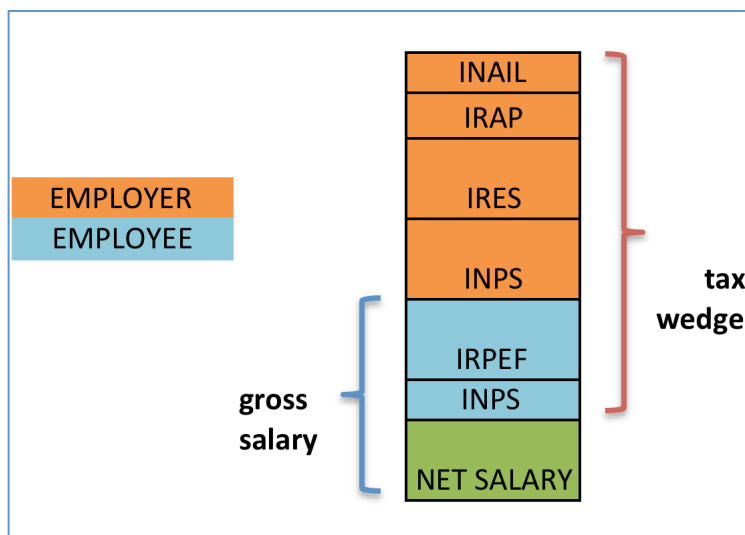 INAIL
IRAP
EMPLOYER
IRES
EMPLOYEE
INPS
tax
wedge
IRPEF
gross
salary
INPS
NET SALARY